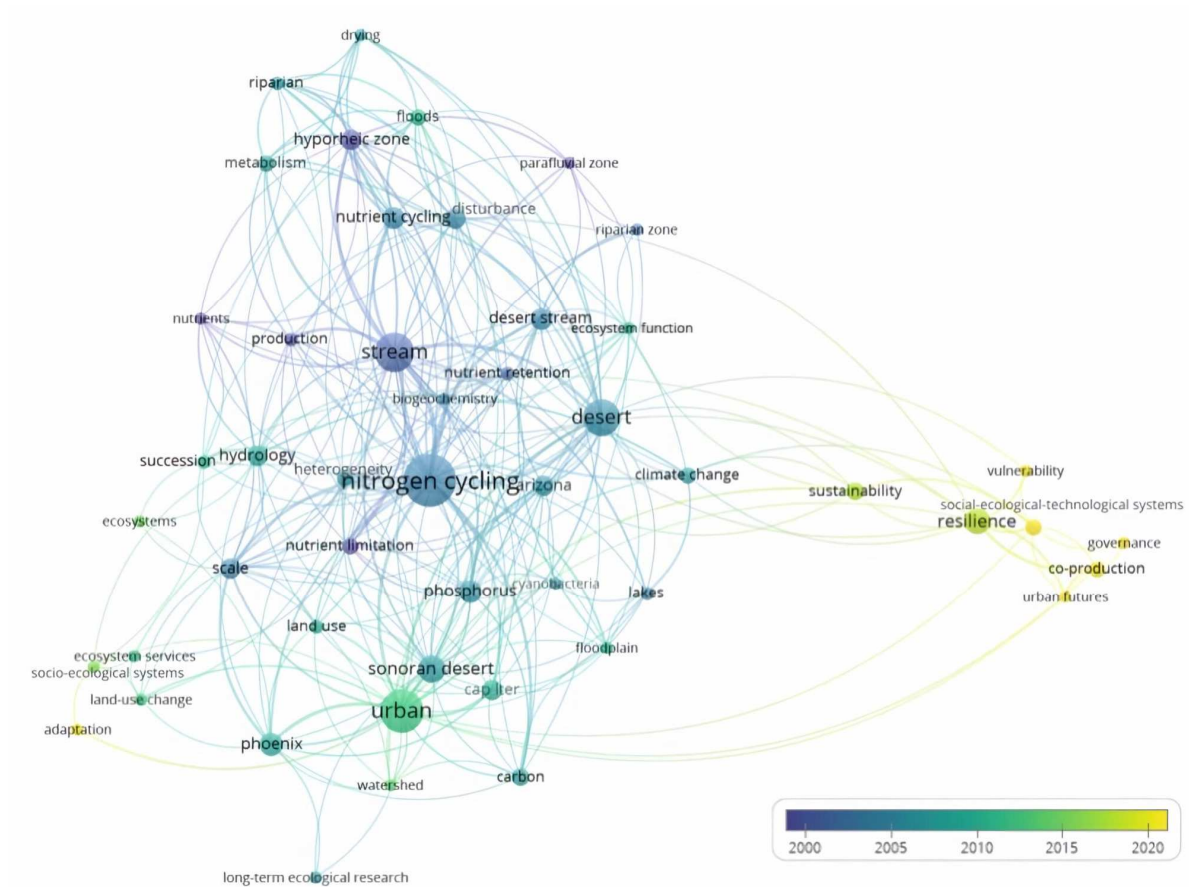 drying
riparian
floods
hyporheic zone
metabolism
parafluvial zone
disturbance
nutrient cycling
riparian zone
nutrients
desert stream
ecosystem function
production
stream
nutrient retention
biogeochemistry
desert
succession
hydrology
heterogeneity
nitrogen cycling
arizona
climate change
vulnerability
sustainability
social-ecological-technological systems
resilience
ecosystems
governance
nutrient limitation
scale
co-production
phosphorus
cyanobacteria
lakes
urban futures
land use
floodplain
ecosystem services
socio-ecological systems
sonoran desert
cap lter
land-use change
urban
adaptation
phoenix
watershed
carbon
long-term ecological research
2000 2005 2010 2015 2020